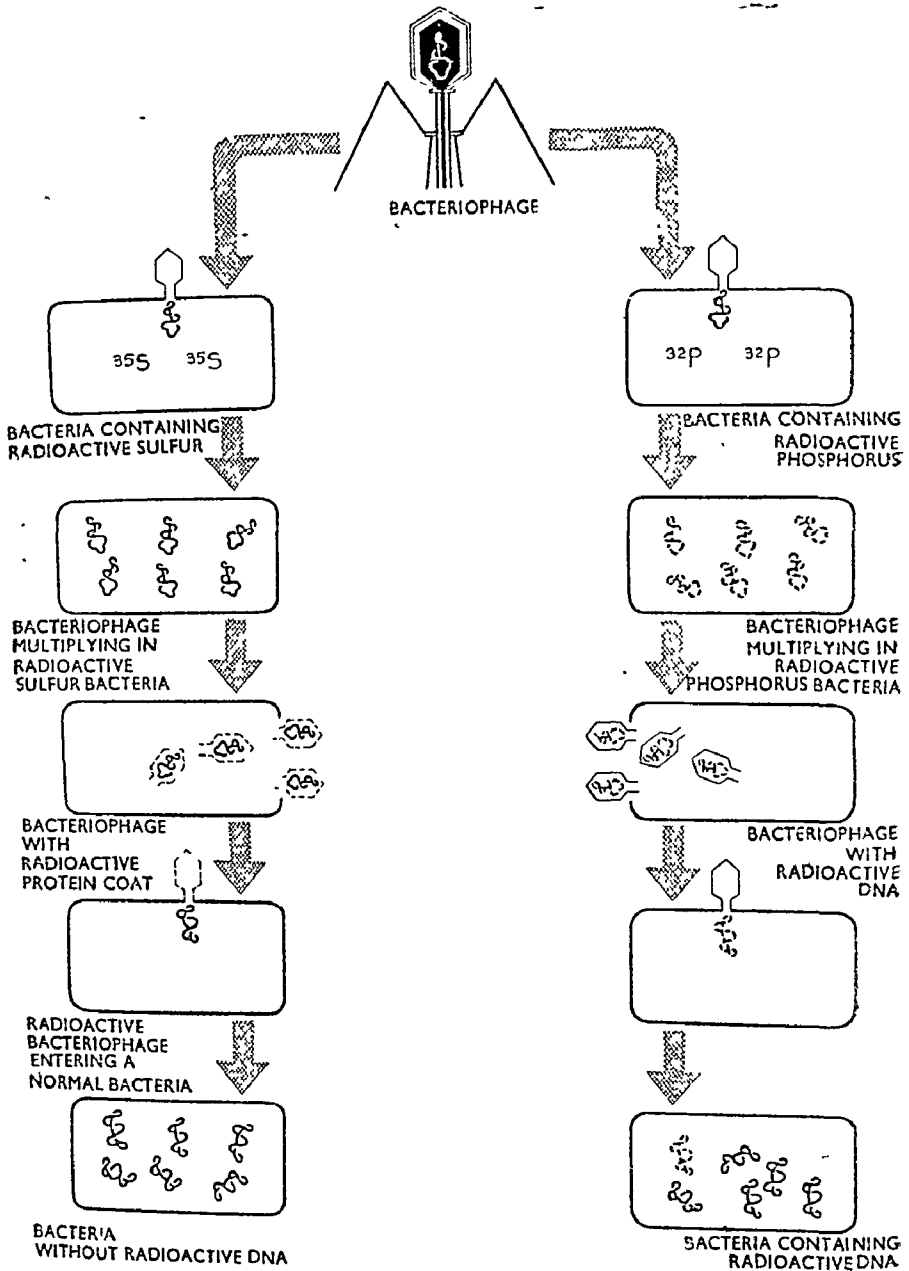 BACTERIOPHAGE
35S 35S
BACTERIA CONTAINING
RADIOACTIVE SULFUR
BACTERIOPHAGE
MULTIPLYING IN
RADIOACTIVE
SULFUR BACTERIA
BACTERIOPHAGE
WITH
RADIOACTIVE
PROTEIN COAT
RADIOACTIVE
BACTERIOPHAGE
ENTERING A
NORMAL BACTERIA
BACTERIA
WITHOUT RADIOACTIVE DNA
32P 32P
BACTERIA CONTAINING
RADIOACTIVE
PHOSPHORUS
BACTERIOPHAGE
MULTIPLYING IN
RADIOACTIVE
PHOSPHORUS BACTERIA
BACTERIOPHAGE
WITH
RADIOACTIVE
DNA
BACTERIA CONTAINING
RADIOACTIVE DNA